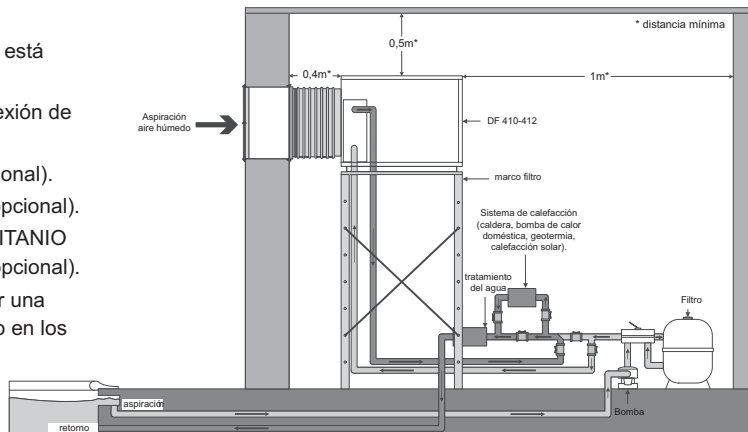 está
exión de
onal).
opcional).
ITANIO
opcional).
r una
o en los
* distancia mínima
0,5m*
0,4m*
1m*
Aspiración
aire húmedo
DF 410-412
marco filtro
Sistema de calefacción
(caldera, bomba de calor
doméstica, geotermia,
calefacción solar).
tratamiento
del agua
Filtro
aspiración
Bomba
retorno